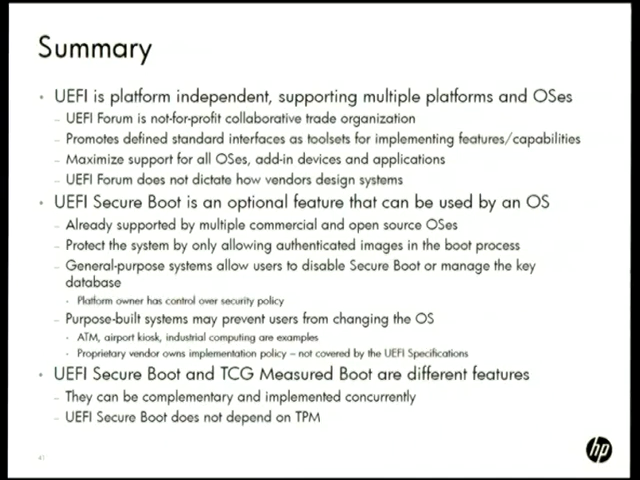 Summary
• UEFI is platform independent, supporting multiple platforms and OSes
– UEFI Forum is not-for-profit collaborative trade organization
– Promotes defined standard interfaces as toolsets for implementing features/capabilities
– Maximize support for all OSes, add-in devices and applications
– UEFI Forum does not dictate how vendors design systems
• UEFI Secure Boot is an optional feature that can be used by an OS
– Already supported by multiple commercial and open source OSes
– Protect the system by only allowing authenticated images in the boot process
– General-purpose systems allow users to disable Secure Boot or manage the key
database
• Platform owner has control over security policy
– Purpose-built systems may prevent users from changing the OS
• ATM, airport kiosk, industrial computing are examples
• Proprietary vendor owns implementation policy – not covered by the UEFI Specifications
• UEFI Secure Boot and TCG Measured Boot are different features
– They can be complementary and implemented concurrently
– UEFI Secure Boot does not depend on TPM
hp